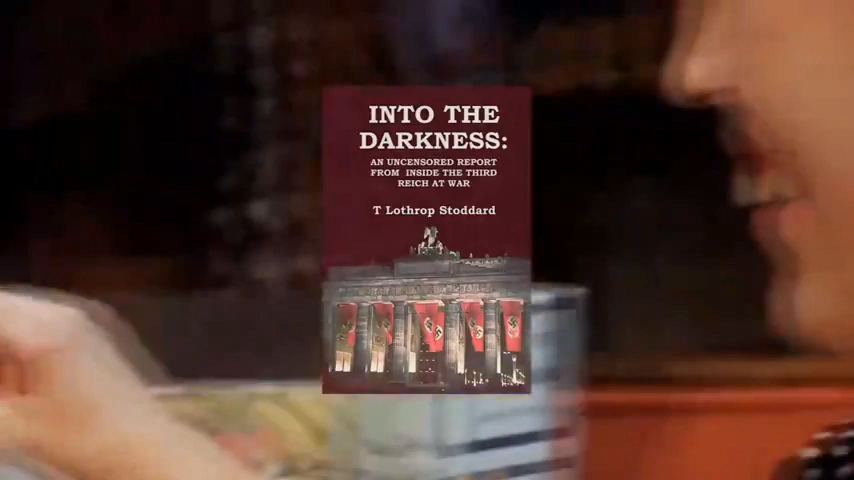 INTO THE
DARKNESS:
AN UNCENSORED REPORT
FROM INSIDE THE THIRD
REICH AT WAR
T Lothrop Stoddard